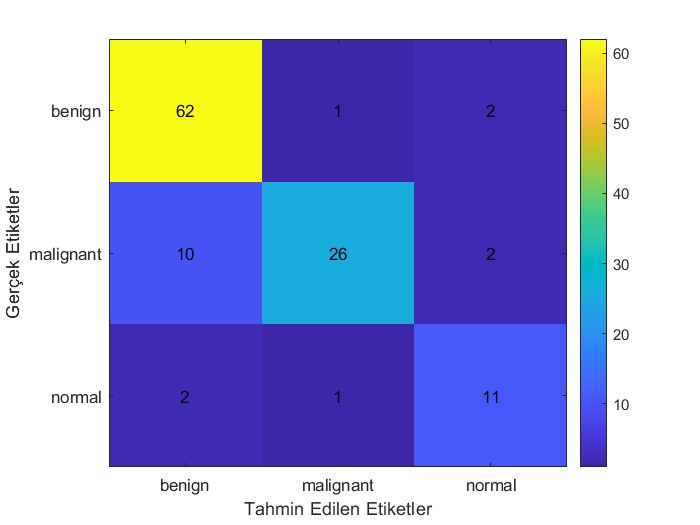 benign 62 1 2
malignant 10 26 2
normal 2 1 11
benign malignant normal
Tahmin Edilen Etiketler
Gerçek Etiketler
60
50
40
30
20
10